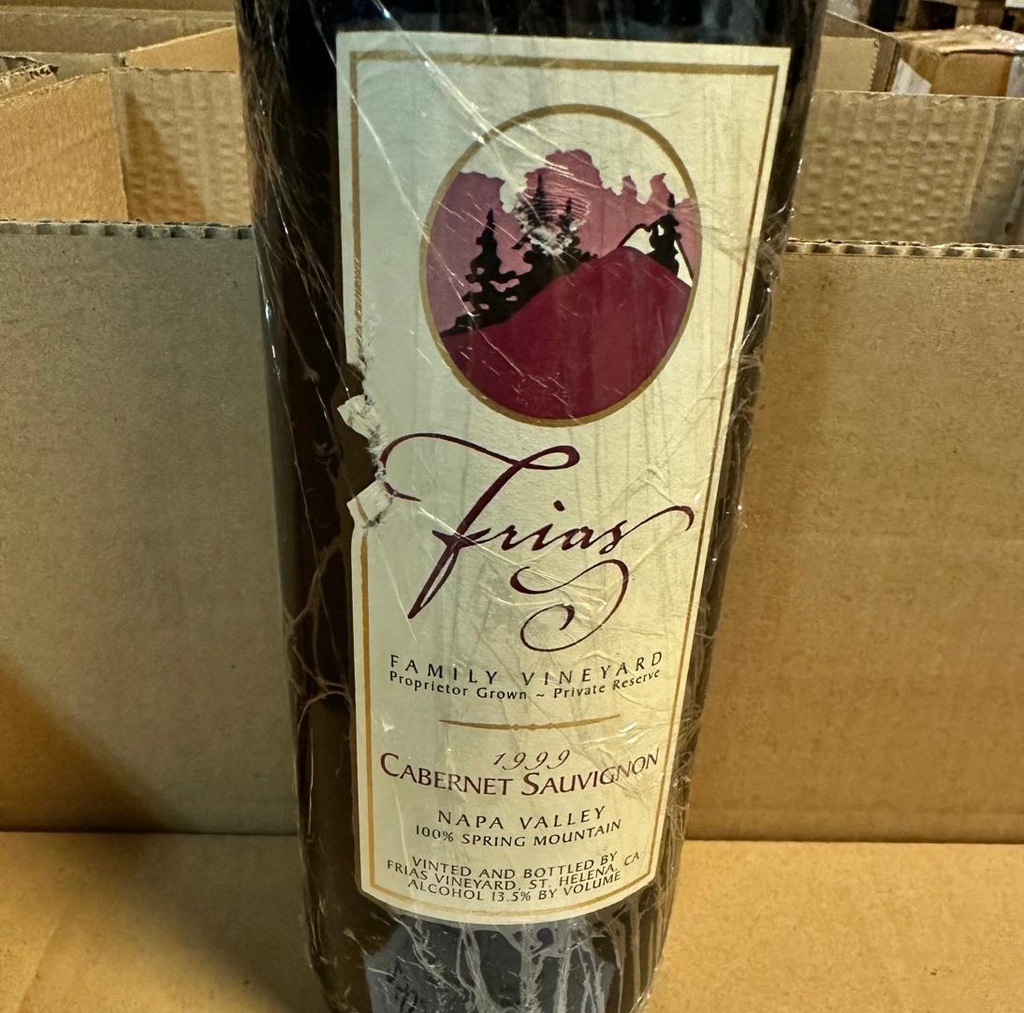 Frias
FAMILY VINEYARD
Proprietor Grown ~ Private Reserve
1999
CABERNET SAUVIGNON
NAPA VALLEY
100% SPRING MOUNTAIN
VINTED AND BOTTLED BY
FRIAS VINEYARD, ST. HELENA, CA
ALCOHOL 13.5% BY VOLUME